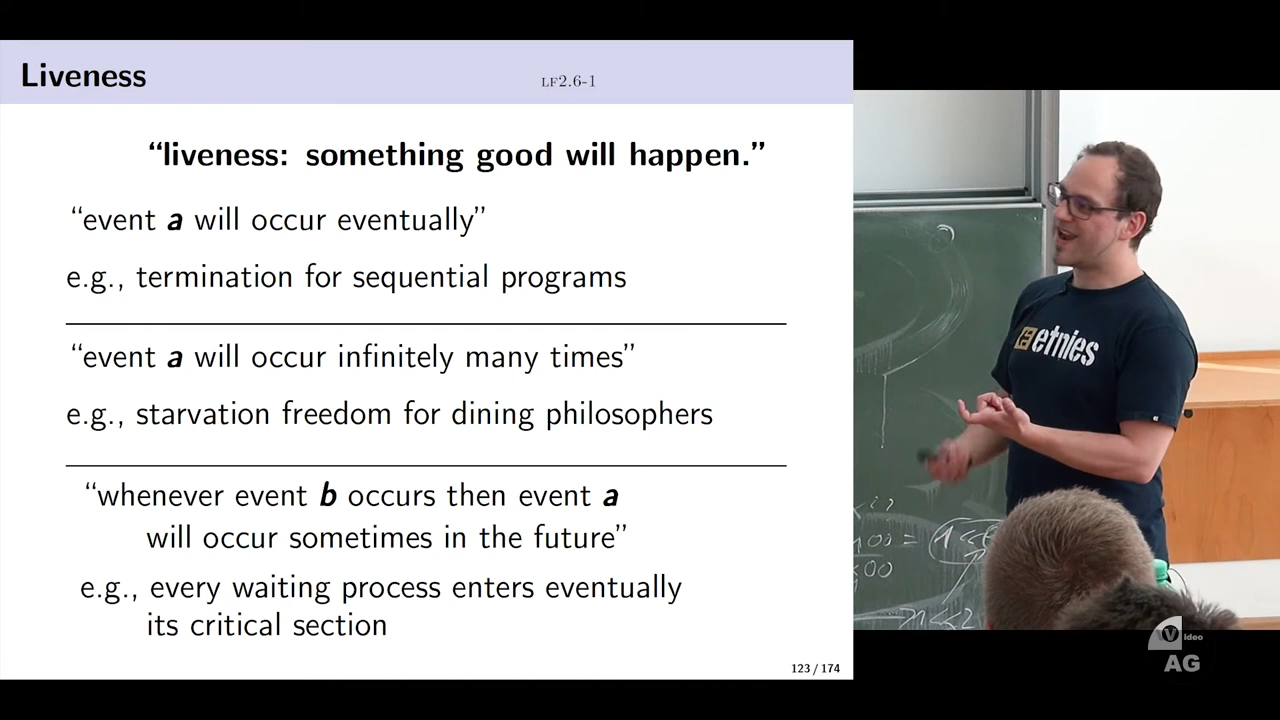 Liveness
LF2.6-1
“liveness: something good will happen.”
“event a will occur eventually”
e.g., termination for sequential programs
“event a will occur infinitely many times”
e.g., starvation freedom for dining philosophers
“whenever event b occurs then event a
will occur sometimes in the future”
e.g., every waiting process enters eventually
its critical section
123 / 174
etnies
Video
AG